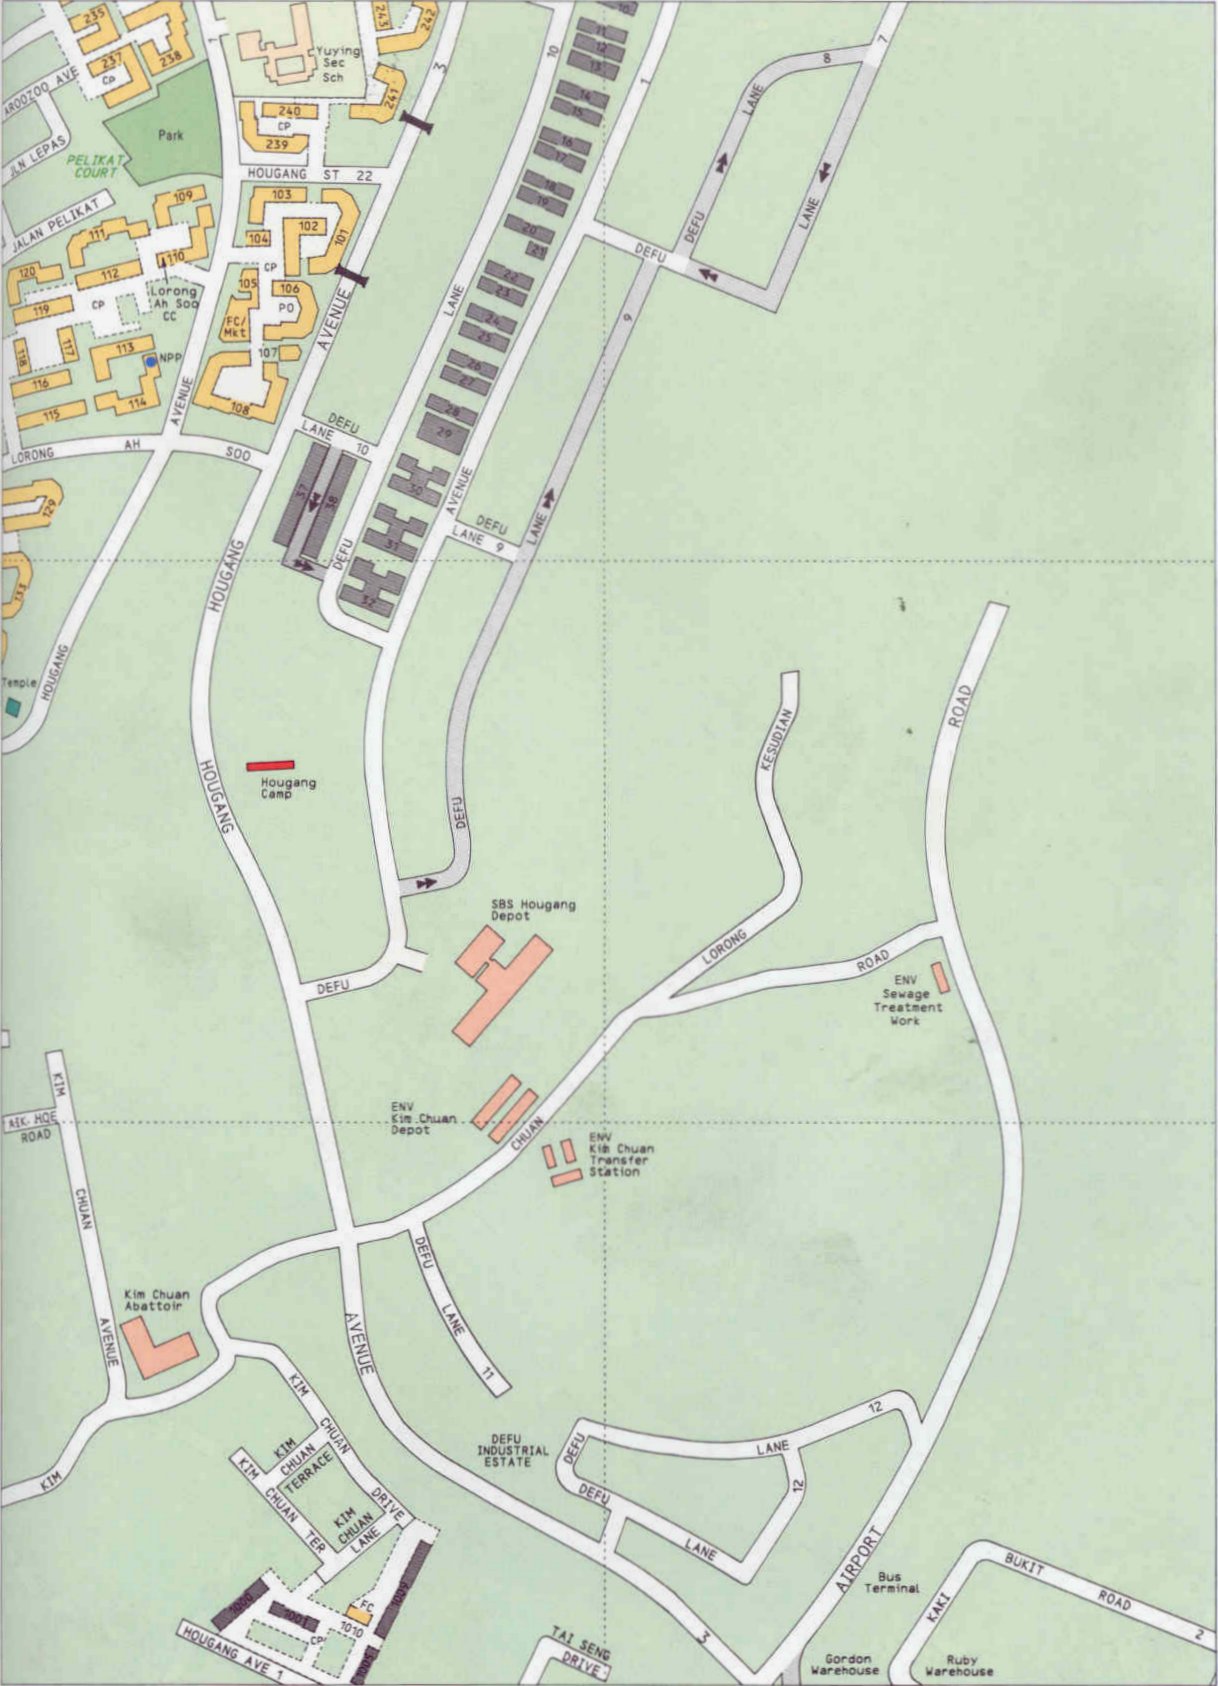 235
237
238
CP
1
243
242
241
3
Yuying
Sec
Sch
240
CP
239
AROOZOO AVE
JLN LEPAS
Park
PELIKAT
COURT
HOUGANG ST 22
JALAN PELIKAT
109
111
110
112
120
119
CP
Lorong
Ah Soo
CC
118
117
113
NPP
116
114
115
103
102
101
104
CP
105
106
PO
FC/
Mkt
107
108
AVENUE
AVENUE
LORONG AH SOO
129
133
Temple
HOUGANG
10
10
11
12
13
14
15
16
17
18
19
20
21
22
23
24
25
26
27
28
29
30
31
32
37
38
1
LANE
DEFU
LANE 10
DEFU
AVENUE
DEFU
LANE 9
LANE
9
DEFU
7
8
LANE
DEFU
LANE
DEFU
HOUGANG
HOUGANG
Hougang
Camp
DEFU
SBS Hougang
Depot
KESUDIAN
LORONG
ROAD
ROAD
ENV
Sewage
Treatment
Work
ENV
Kim Chuan
Depot
CHUAN
ENV
Kim Chuan
Transfer
Station
KIM
CHUAN
AVENUE
ROAD
Kim Chuan
Abattoir
DEFU
LANE
11
AVENUE
KIM
KIM
CHUAN
DRIVE
KIM
CHUAN
TERRACE
KIM
CHUAN
TER
KIM
CHUAN
LANE
DEFU
INDUSTRIAL
ESTATE
DEFU
LANE
12
12
DEFU
LANE
1000
1001
1009
1010
FC
CP
HOUGANG AVE 1
TAI SENG
DRIVE
3
AIRPORT
Bus
Terminal
KAKI
BUKIT
ROAD
2
Gordon
Warehouse
Ruby
Warehouse